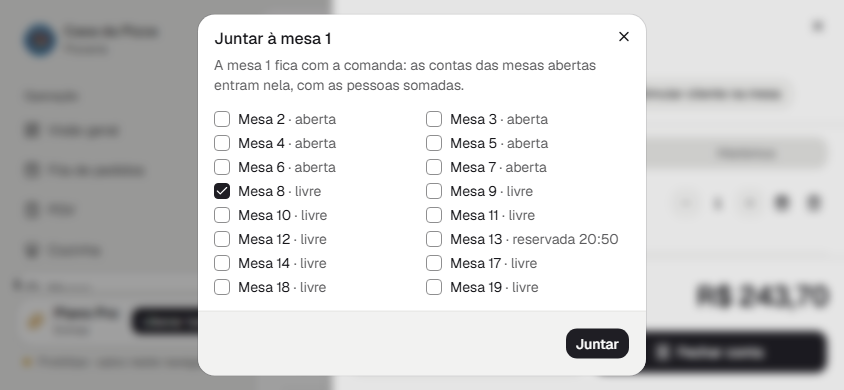 Juntar à mesa 1
A mesa 1 fica com a comanda: as contas das mesas abertas
entram nela, com as pessoas somadas.
Mesa 2 · aberta
Mesa 3 · aberta
Mesa 4 · aberta
Mesa 5 · aberta
Mesa 6 · aberta
Mesa 7 · aberta
Mesa 8 · livre
Mesa 9 · livre
Mesa 10 · livre
Mesa 11 · livre
Mesa 12 · livre
Mesa 13 · reservada 20:50
Mesa 14 · livre
Mesa 17 · livre
Mesa 18 · livre
Mesa 19 · livre
R$ 243,70
Juntar